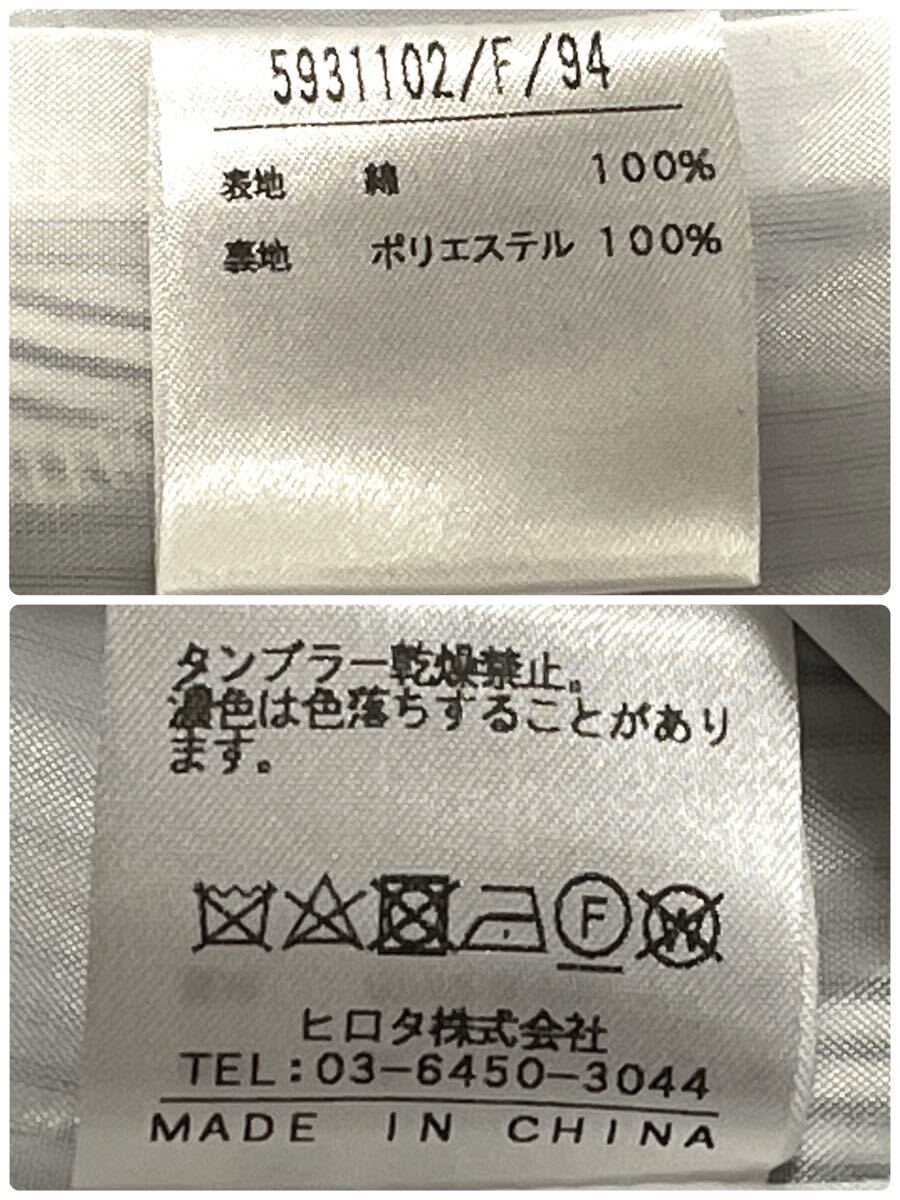 5931102/F/94
表地 綿 100%
裏地 ポリエステル 100%
タンブラー乾燥禁止。
濃色は色落ちすることがあり
ます。
F
W
ヒロタ株式会社
TEL:03-6450-3044
MADE IN CHINA